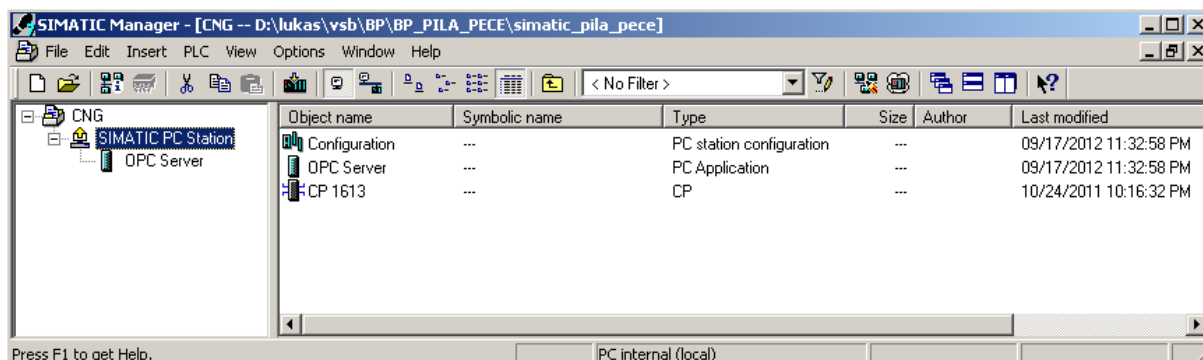 SIMATIC Manager - [CNG -- D:\lukas\vsb\BP\BP_PILA_PECE\simatic_pila_pece]
File Edit Insert PLC View Options Window Help
< No Filter >
CNG
SIMATIC PC Station
OPC Server
Object name Symbolic name Type Size Author Last modified
Configuration --- PC station configuration --- 09/17/2012 11:32:58 PM
OPC Server --- PC Application --- 09/17/2012 11:32:58 PM
CP 1613 --- CP --- 10/24/2011 10:16:32 PM
Press F1 to get Help. PC internal (local)